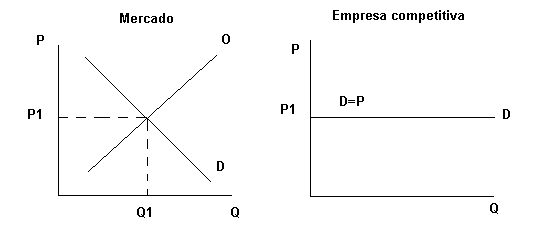 Mercado
P
O
P1
D
Q1
Q
Empresa competitiva
P
D=P
P1
D
Q